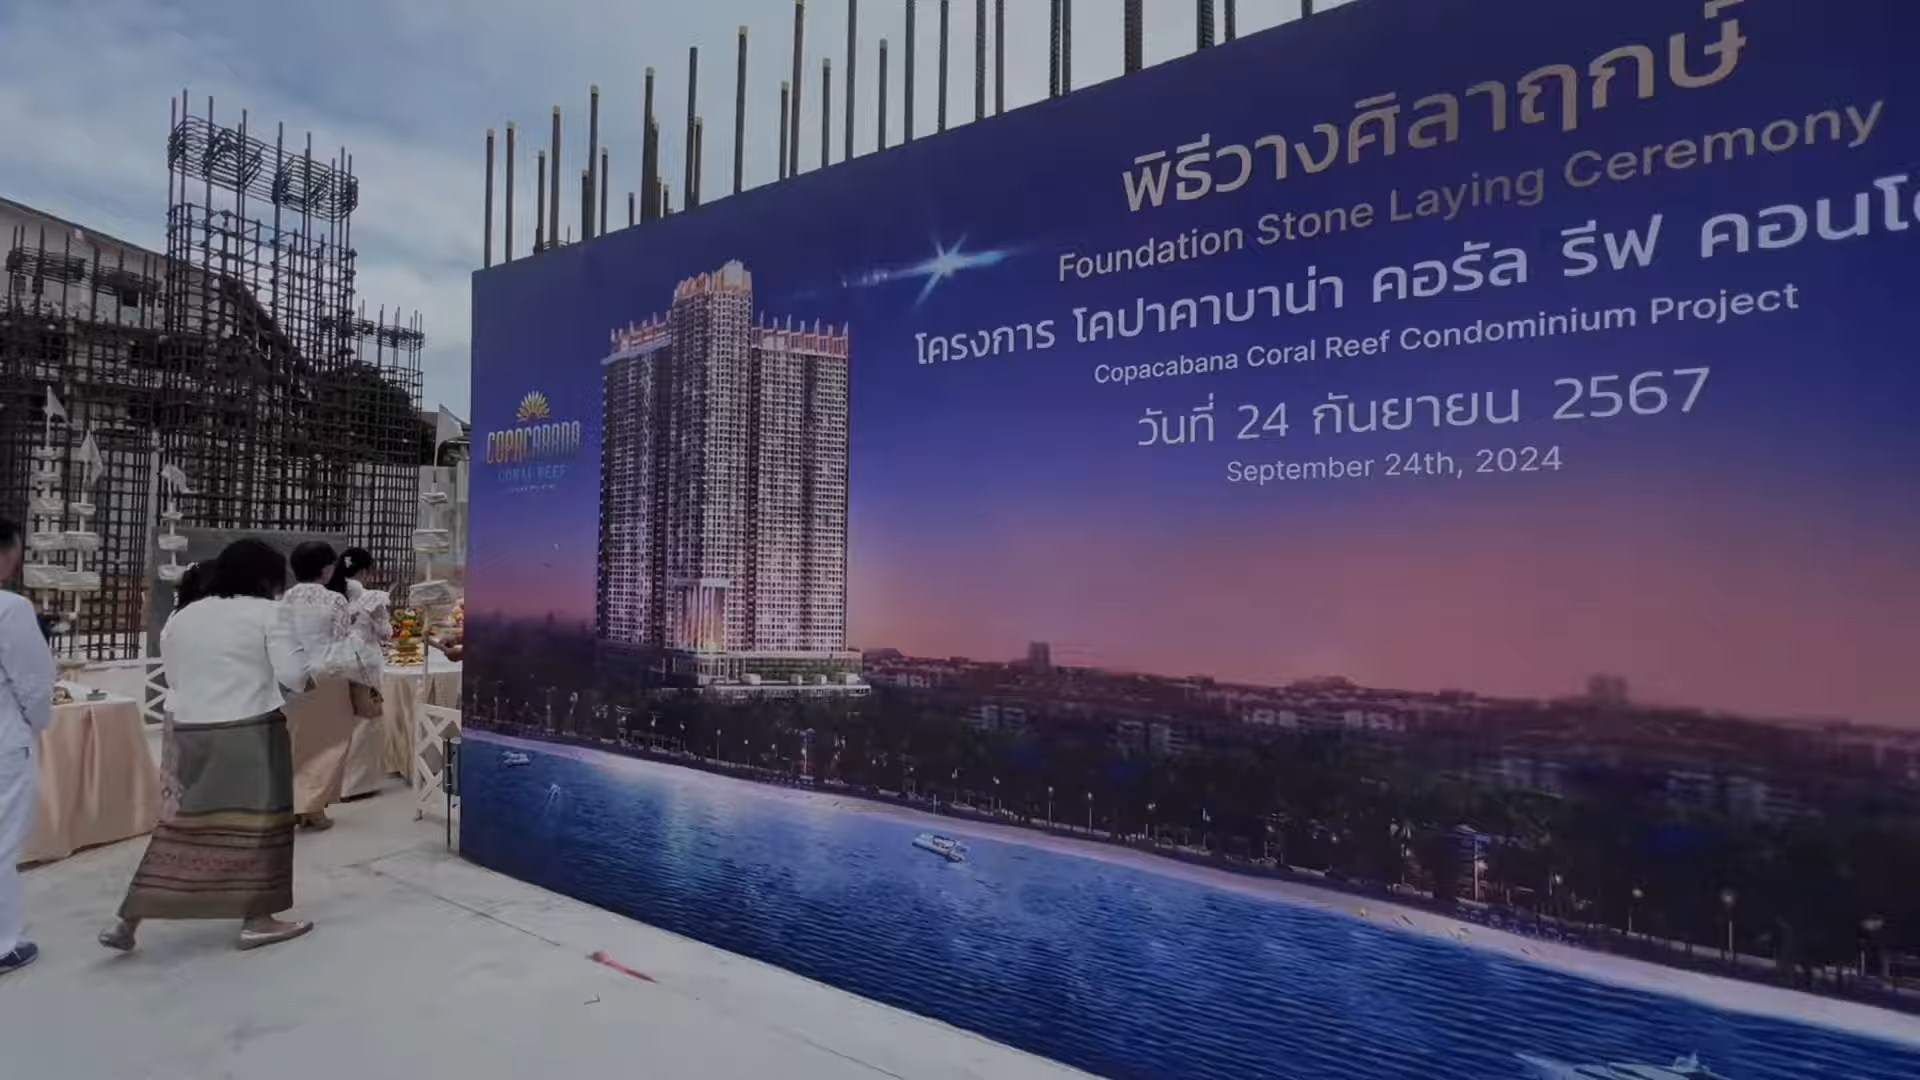 พิธีวางศิลาฤกษ์
Foundation Stone Laying Ceremony
โครงการ โคปาคาบาน่า คอรัล รีฟ คอนโด
Copacabana Coral Reef Condominium Project
วันที่ 24 กันยายน 2567
September 24th, 2024
COPACABANA
CORAL REEF